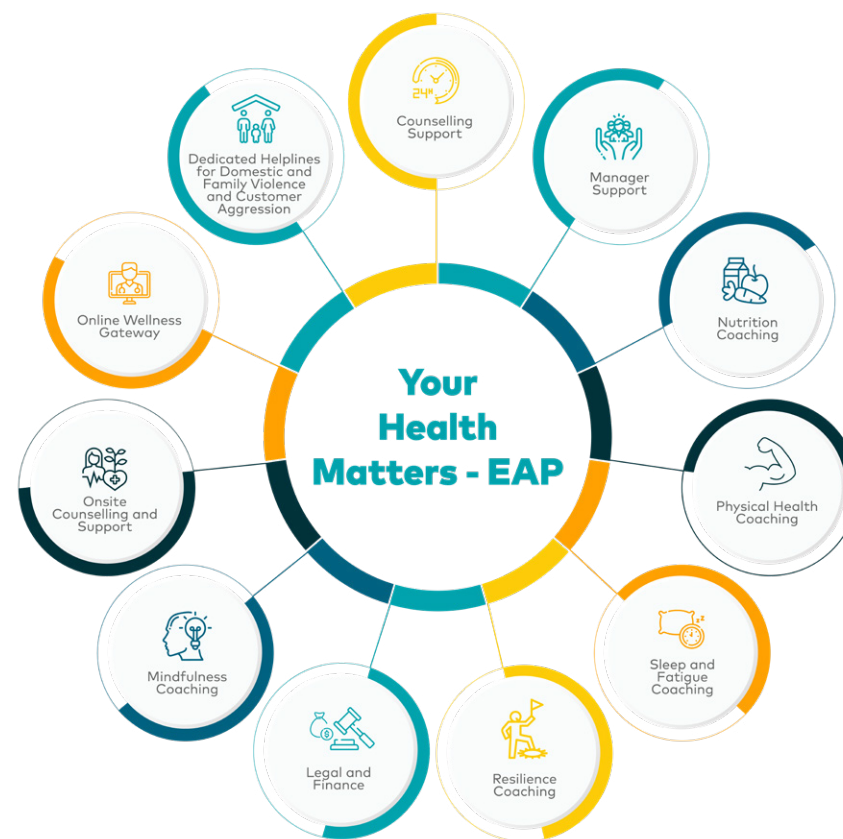 24H
Counselling
Support
Manager
Support
Nutrition
Coaching
Physical Health
Coaching
zz
Sleep and
Fatigue
Coaching
Resilience
Coaching
$
Legal and
Finance
Mindfulness
Coaching
Onsite
Counselling and
Support
Online Wellness
Gateway
Dedicated Helplines
for Domestic and
Family Violence
and Customer
Aggression
Your
Health
Matters - EAP